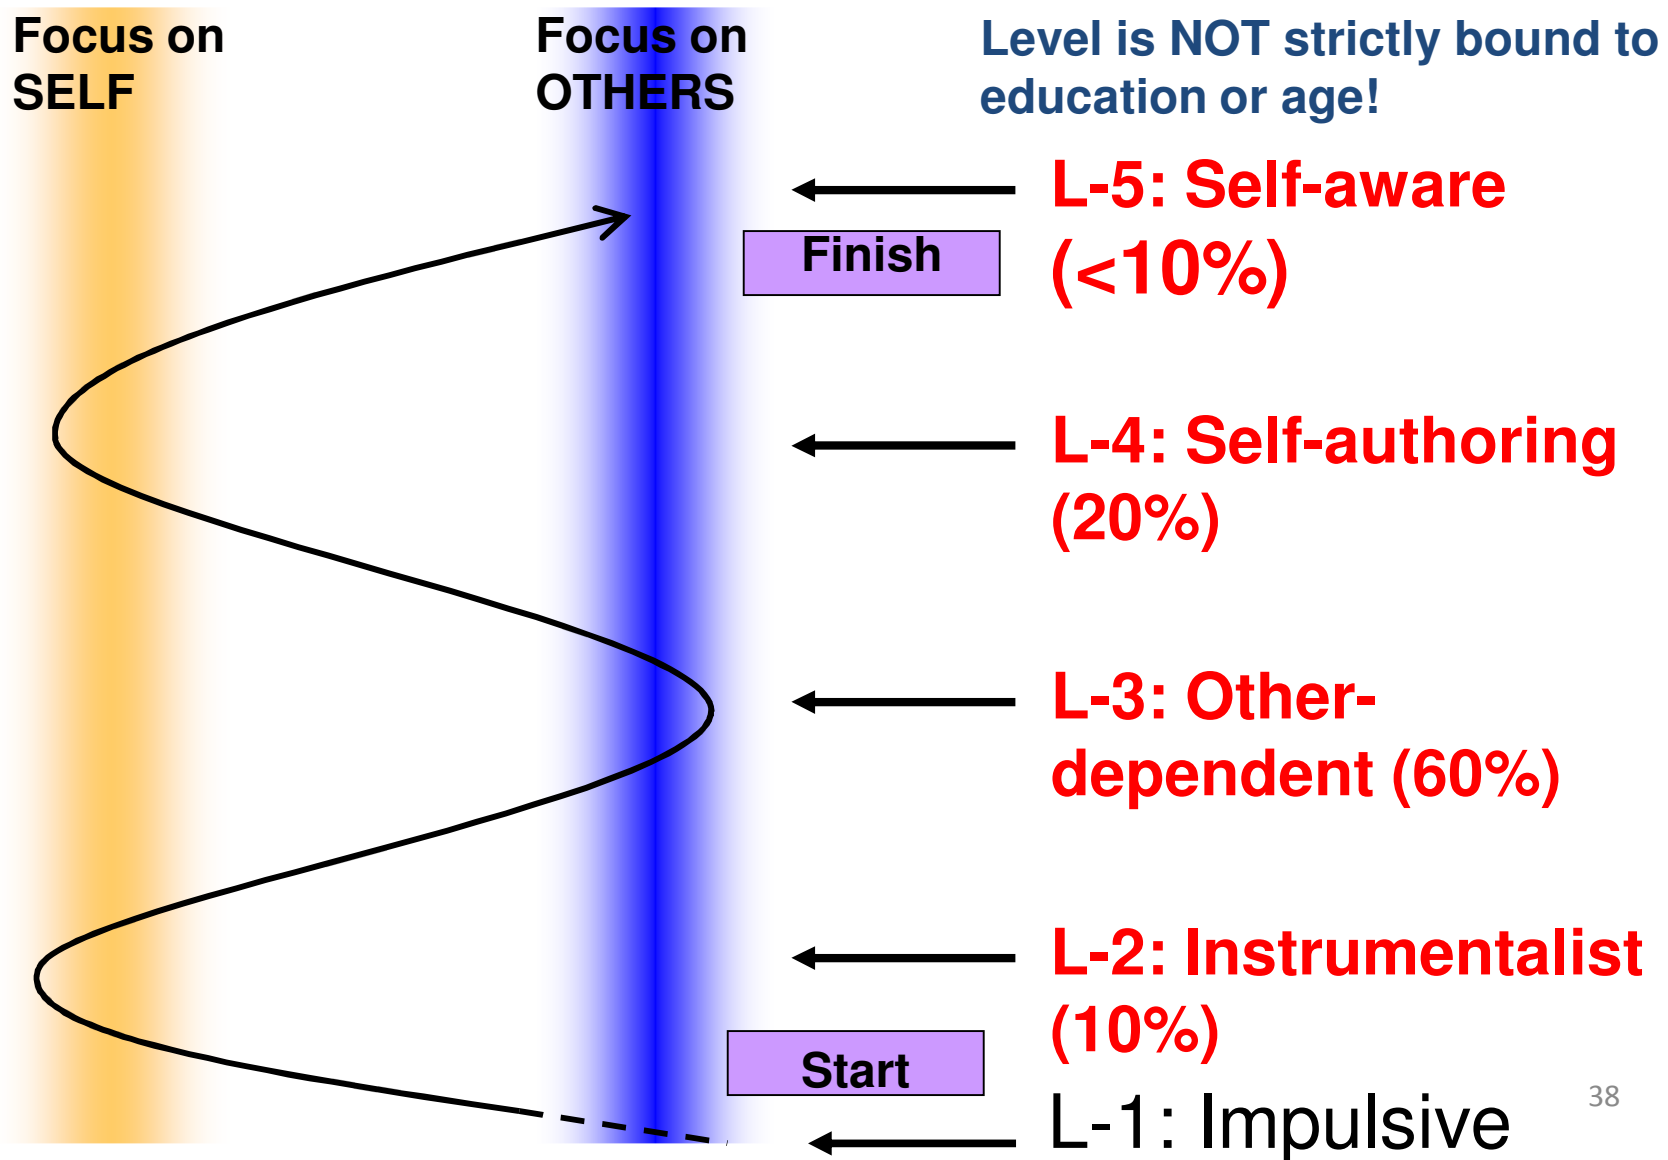 Focus on
SELF
Focus on
OTHERS
Level is NOT strictly bound to
education or age!
L-5: Self-aware
(<10%)
Finish
L-4: Self-authoring
(20%)
L-3: Other-
dependent (60%)
L-2: Instrumentalist
(10%)
Start
L-1: Impulsive
38